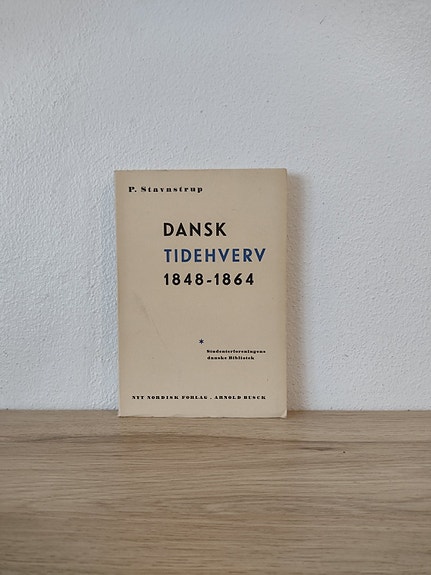 P. Stavnstrup
DANSK
TIDEHVERV
1848-1864
*
Studenterforeningens
danske Bibliotek
NYT NORDISK FORLAG . ARNOLD BUSCK